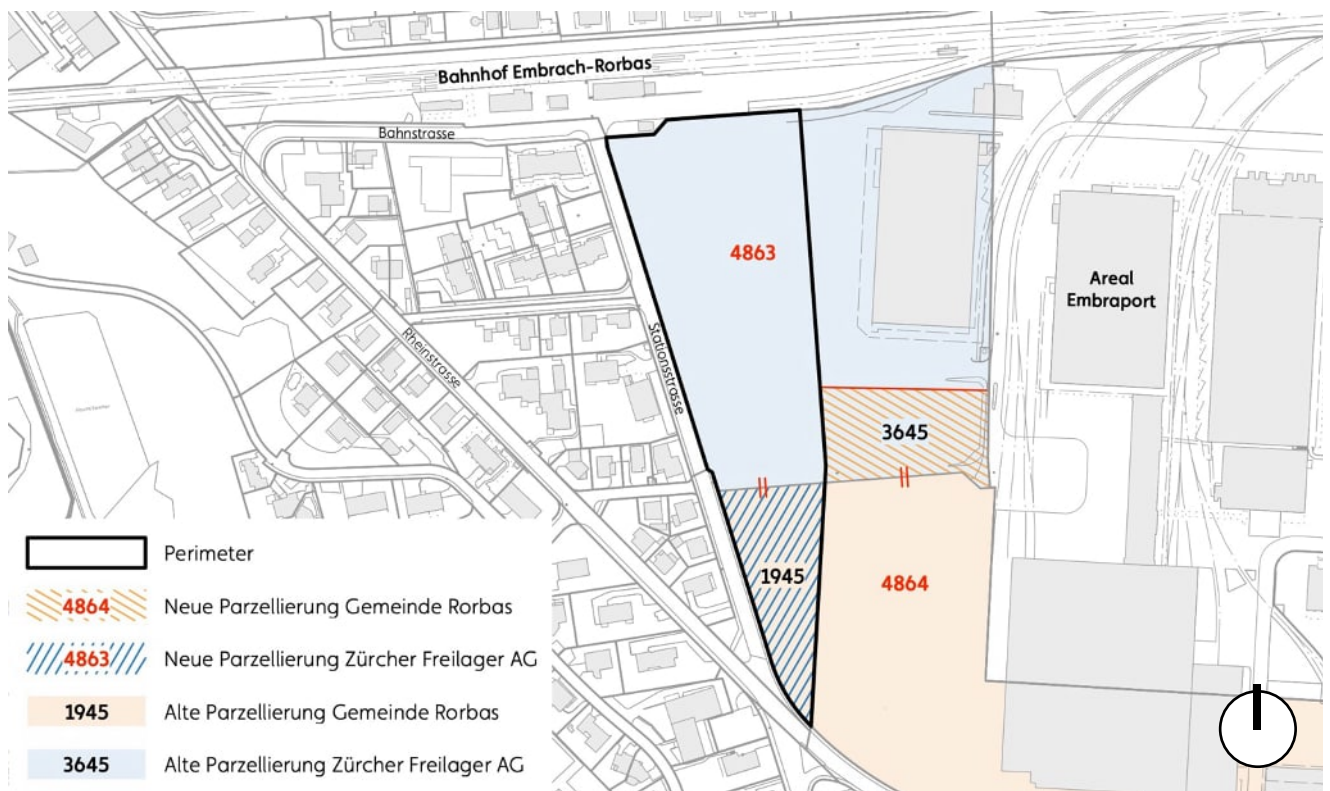 Bahnhof Embrach-Rorbas
Bahnstrasse
4863
Areal
Embraport
Rheinstrasse
Stationsstrasse
3645
1945
4864
Perimeter
4864 Neue Parzellierung Gemeinde Rorbas
4863 Neue Parzellierung Zürcher Freilager AG
1945 Alte Parzellierung Gemeinde Rorbas
3645 Alte Parzellierung Zürcher Freilager AG